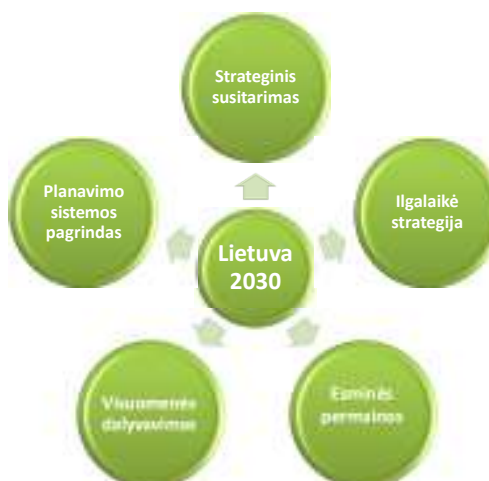 Strateginis
susitarimas
Planavimo
sistemos
pagrindas
Ilgalaikė
strategija
Lietuva
2030
Visuomenės
dalyvavimas
Esminės
permainos